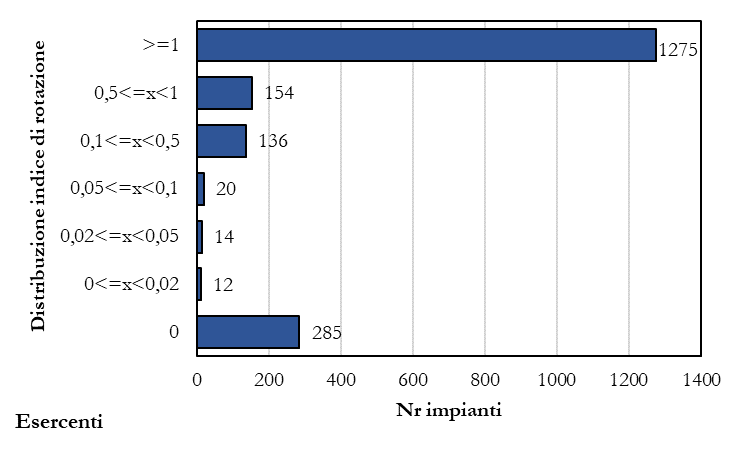 Distribuzione indice di rotazione
>=1
1275
0,5<=x<1
154
0,1<=x<0,5
136
0,05<=x<0,1
20
0,02<=x<0,05
14
0<=x<0,02
12
0
285
0 200 400 600 800 1000 1200 1400
Nr impianti
Esercenti